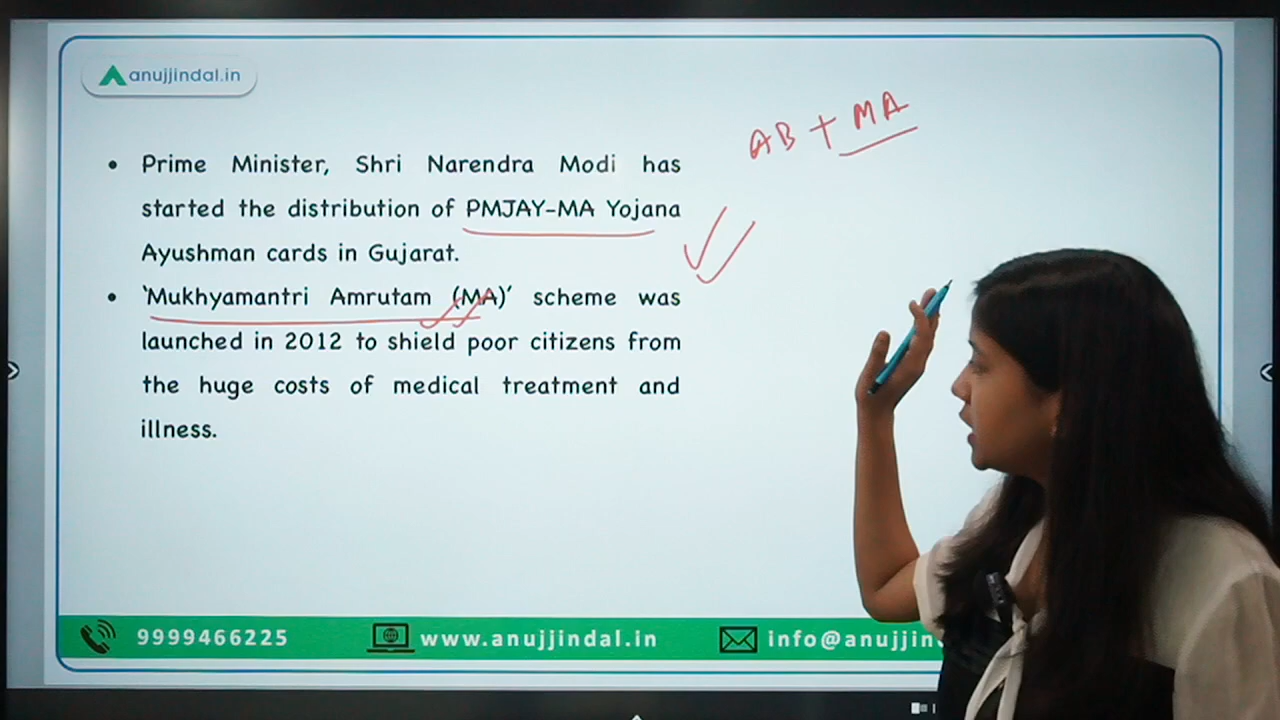 anujjindal.in
AB + MA
• Prime Minister, Shri Narendra Modi has
started the distribution of PMJAY-MA Yojana
Ayushman cards in Gujarat.
• ‘Mukhyamantri Amrutam (MA)’ scheme was
launched in 2012 to shield poor citizens from
the huge costs of medical treatment and
illness.
9999466225 www.anujjindal.in info@anujjin